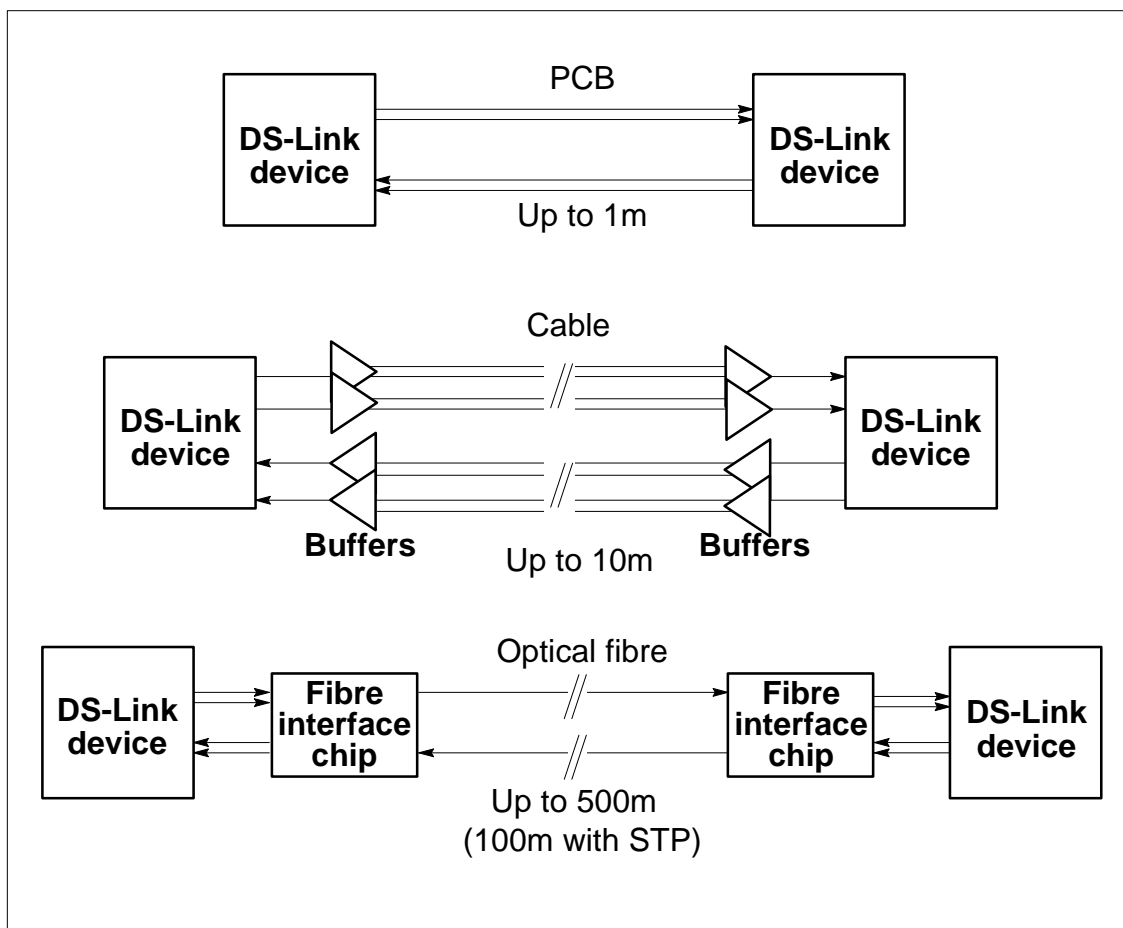 PCB
DS-Link
device
DS-Link
device
Up to 1m
Cable
DS-Link
device
DS-Link
device
Buffers
Buffers
Up to 10m
Optical fibre
DS-Link
device
Fibre
interface
chip
Fibre
interface
chip
DS-Link
device
Up to 500m
(100m with STP)